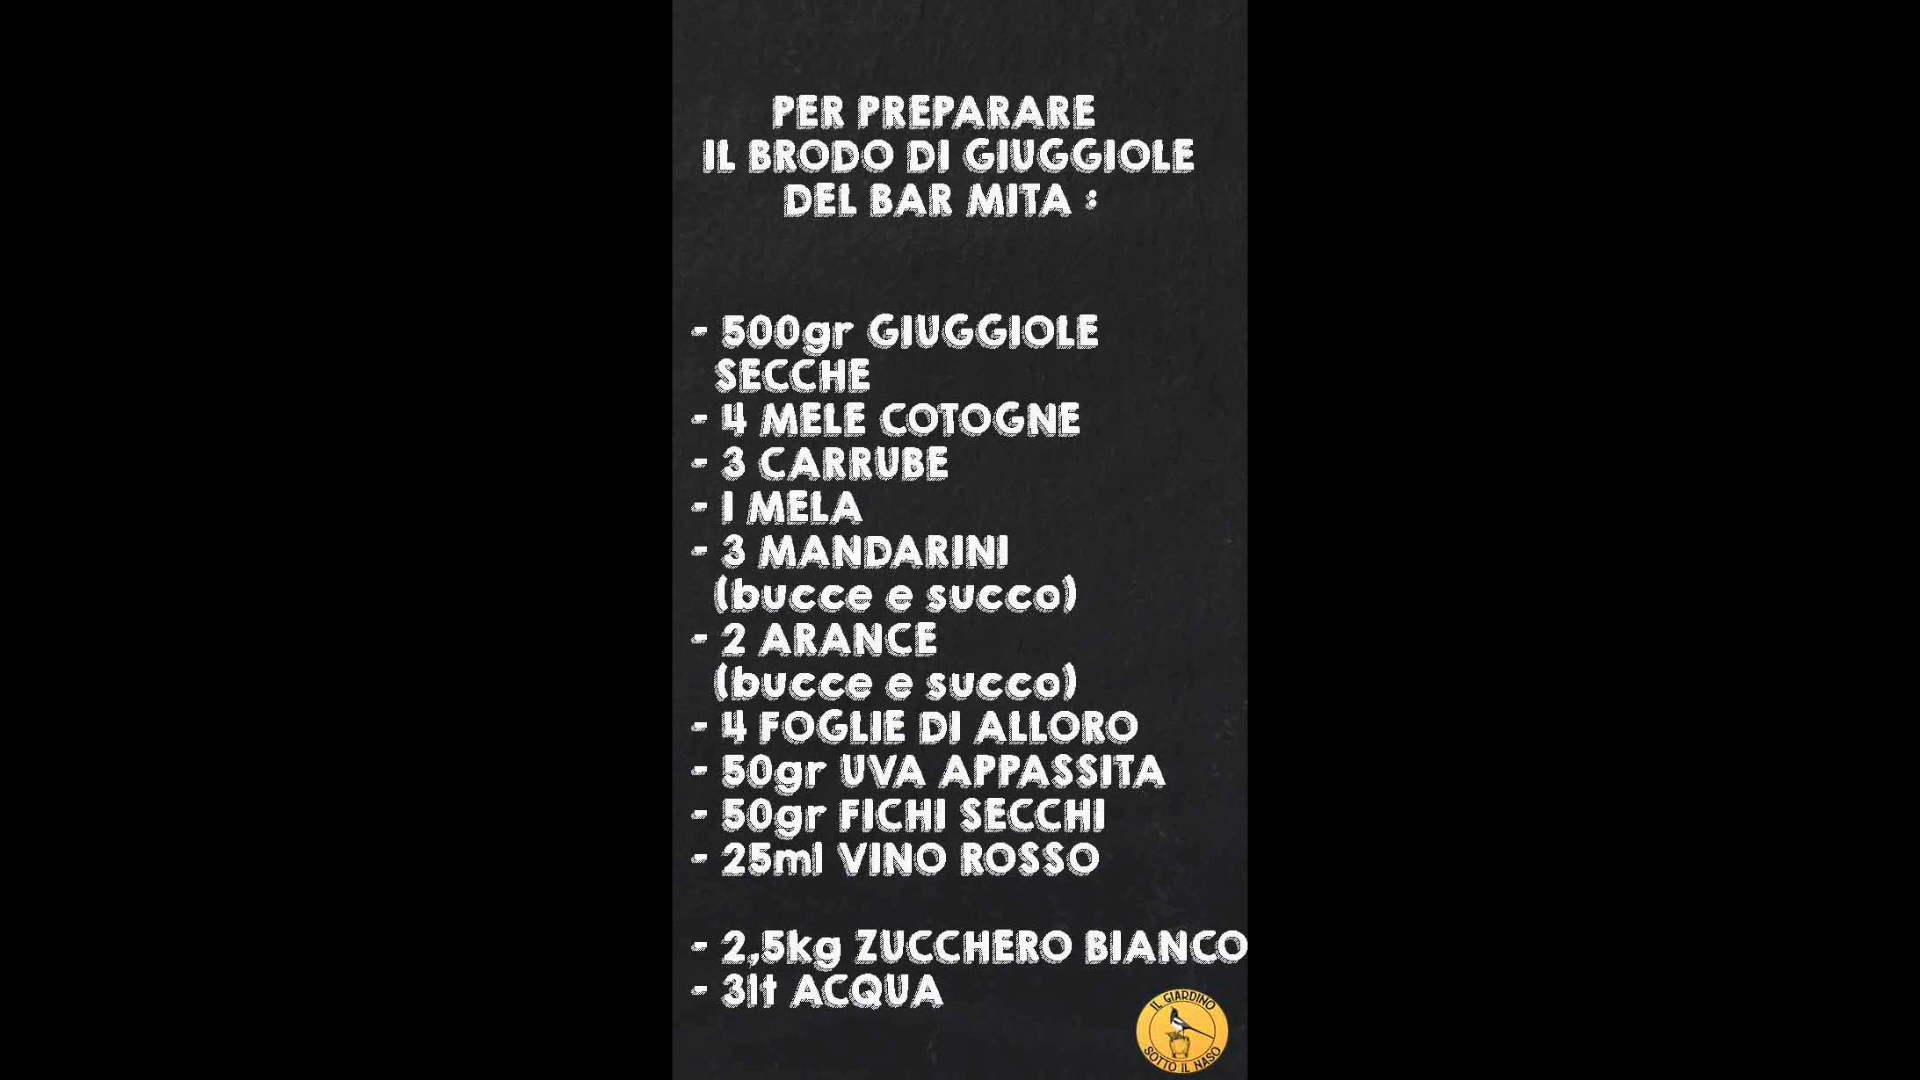 PER PREPARARE
IL BRODO DI GIUGGIOLE
DEL BAR MITA :
- 500gr GIUGGIOLE
SECCHE
- 4 MELE COTOGNE
- 3 CARRUBE
- 1 MELA
- 3 MANDARINI
(bucce e succo)
- 2 ARANCE
(bucce e succo)
- 4 FOGLIE DI ALLORO
- 50gr UVA APPASSITA
- 50gr FICHI SECCHI
- 25ml VINO ROSSO
- 2,5kg ZUCCHERO BIANCO
- 3lt ACQUA
IL GIARDINO
SOTTO IL NASO